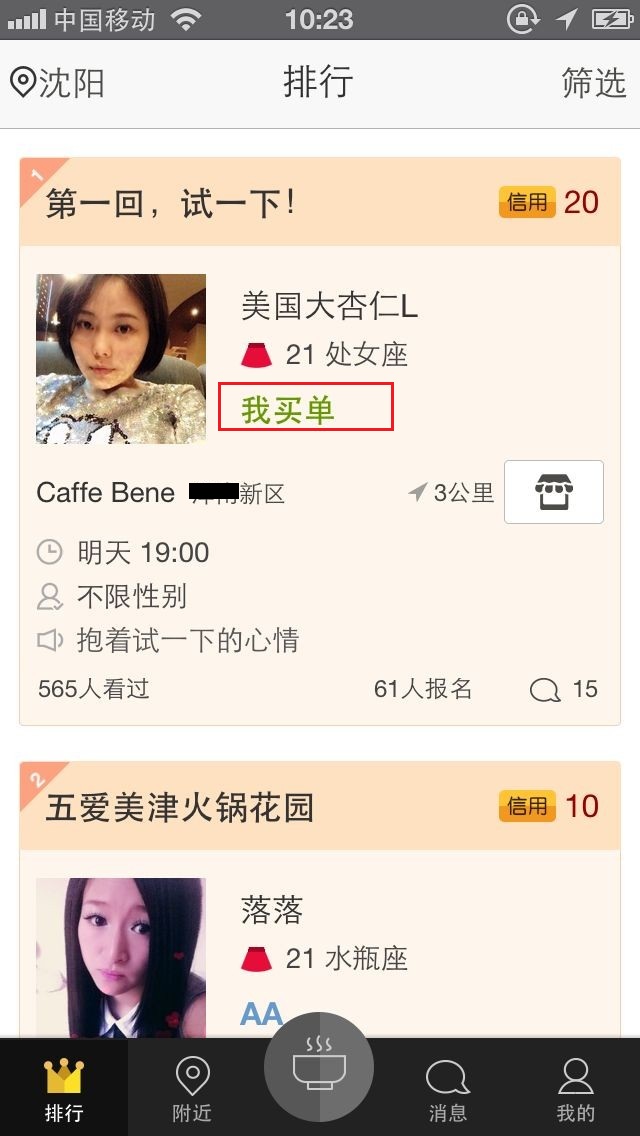 中国移动 10:23
沈阳 排行 筛选
1
第一回，试一下！ 信用 20
美国大杏仁L
21 处女座
我买单
Caffe Bene 新区 3公里
明天 19:00
不限性别
抱着试一下的心情
565人看过 61人报名 15
2
五爱美津火锅花园 信用 10
落落
21 水瓶座
AA
排行 附近 消息 我的